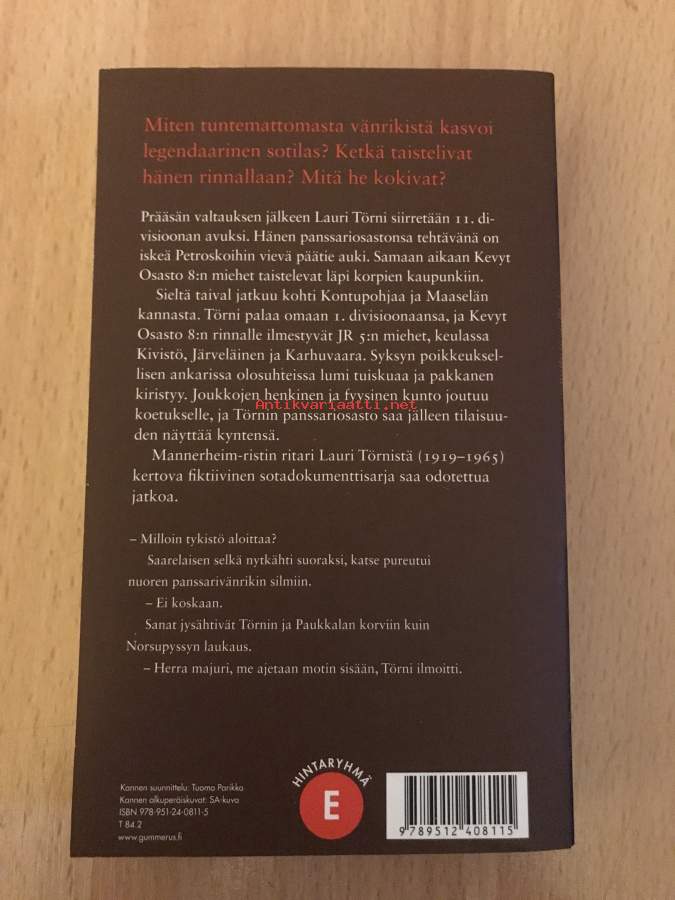 Miten tuntemattomasta vänrikistä kasvoi
legendaarinen sotilas? Ketkä taistelivat
hänen rinnallaan? Mitä he kokivat?
Prääsän valtauksen jälkeen Lauri Törni siirretään 11. di-
visioonan avuksi. Hänen panssariosastonsa tehtävänä on
iskeä Petroskoihin vievä päätie auki. Samaan aikaan Kevyt
Osasto 8:n miehet taistelevat läpi korpien kaupunkiin.
Sieltä taival jatkuu kohti Kontupohjaa ja Maaselän
kannasta. Törni palaa omaan 1. divisioonaansa, ja Kevyt
Osasto 8:n rinnalle ilmestyvät JR 5:n miehet, keulassa
Kivistö, Järveläinen ja Karhuvaara. Syksyn poikkeuksel-
lisen ankarissa olosuhteissa lumi tuiskuaa ja pakkanen
kiristyy. Joukkojen henkinen ja fyysinen kunto joutuu
Antikvariaatti.net
koetukselle, ja Törnin panssariosasto saa jälleen tilaisuu-
den näyttää kyntensä.
Mannerheim-ristin ritari Lauri Törnistä (1919–1965)
kertova fiktiivinen sotadokumenttisarja saa odotettua
jatkoa.
– Milloin tykistö aloittaa?
Saarelaisen selkä nytkähti suoraksi, katse pureutui
nuoren panssarivänrikin silmiin.
– Ei koskaan.
Sanat jysähtivät Törnin ja Paukkalan korviin kuin
Norsupyssyn laukaus.
– Herra majuri, me ajetaan motin sisään, Törni ilmoitti.
Kannen suunnittelu: Tuomo Parikka
Kannen alkuperäiskuvat: SA-kuva
ISBN 978-951-24-0811-5
T 84.2
www.gummerus.fi
HINTARYHMÄ
E
9 789512 408115